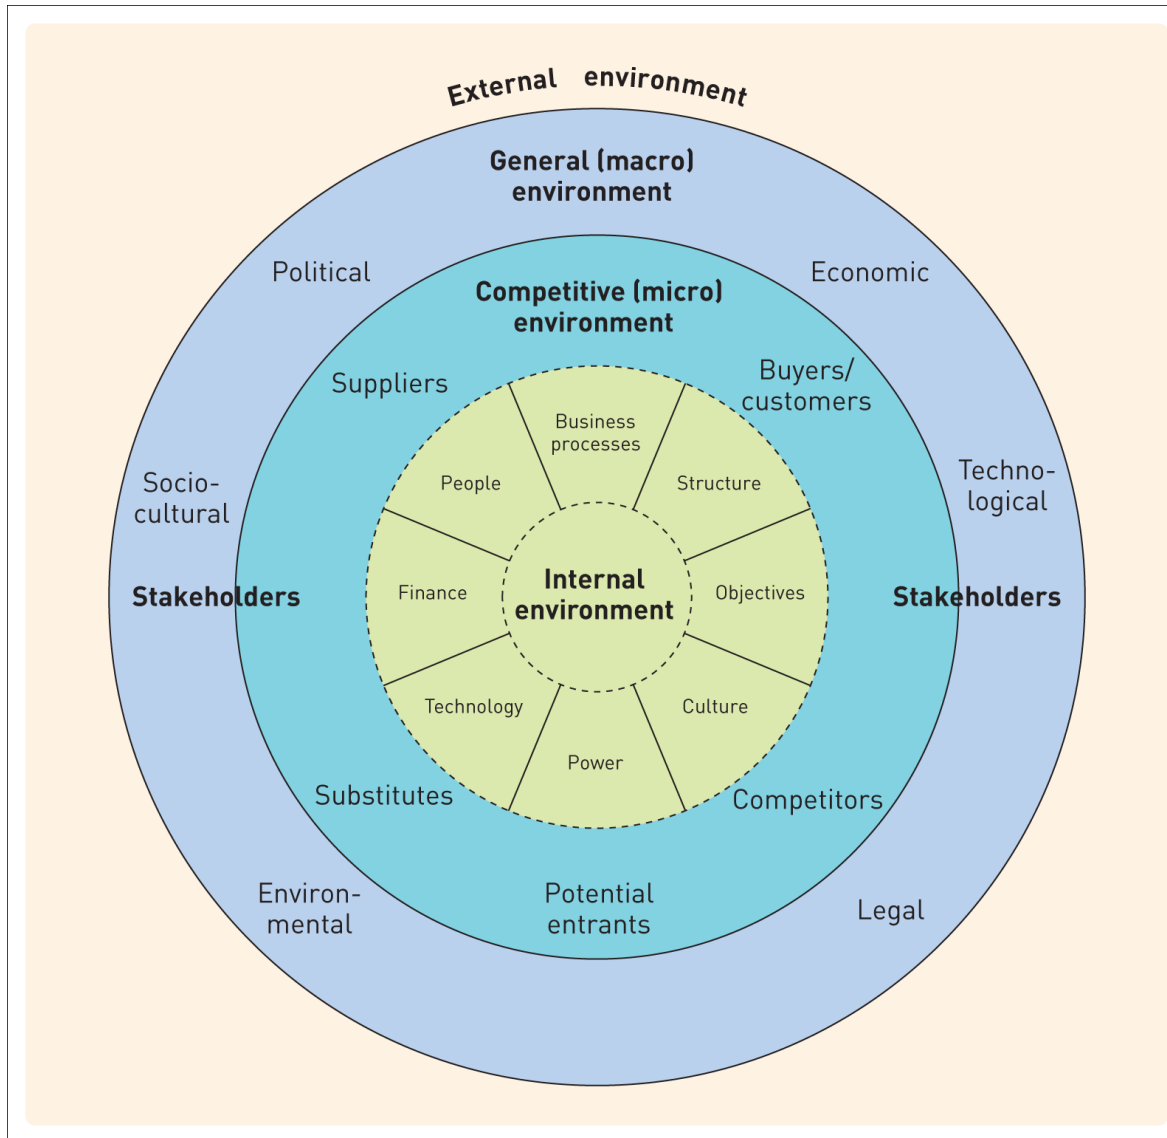 External environment
General (macro)
environment
Political
Economic
Competitive (micro)
environment
Suppliers
Buyers/
customers
Business
processes
People
Structure
Socio-
cultural
Techno-
logical
Finance
Internal
environment
Objectives
Stakeholders
Stakeholders
Technology
Culture
Power
Substitutes
Competitors
Environ-
mental
Potential
entrants
Legal